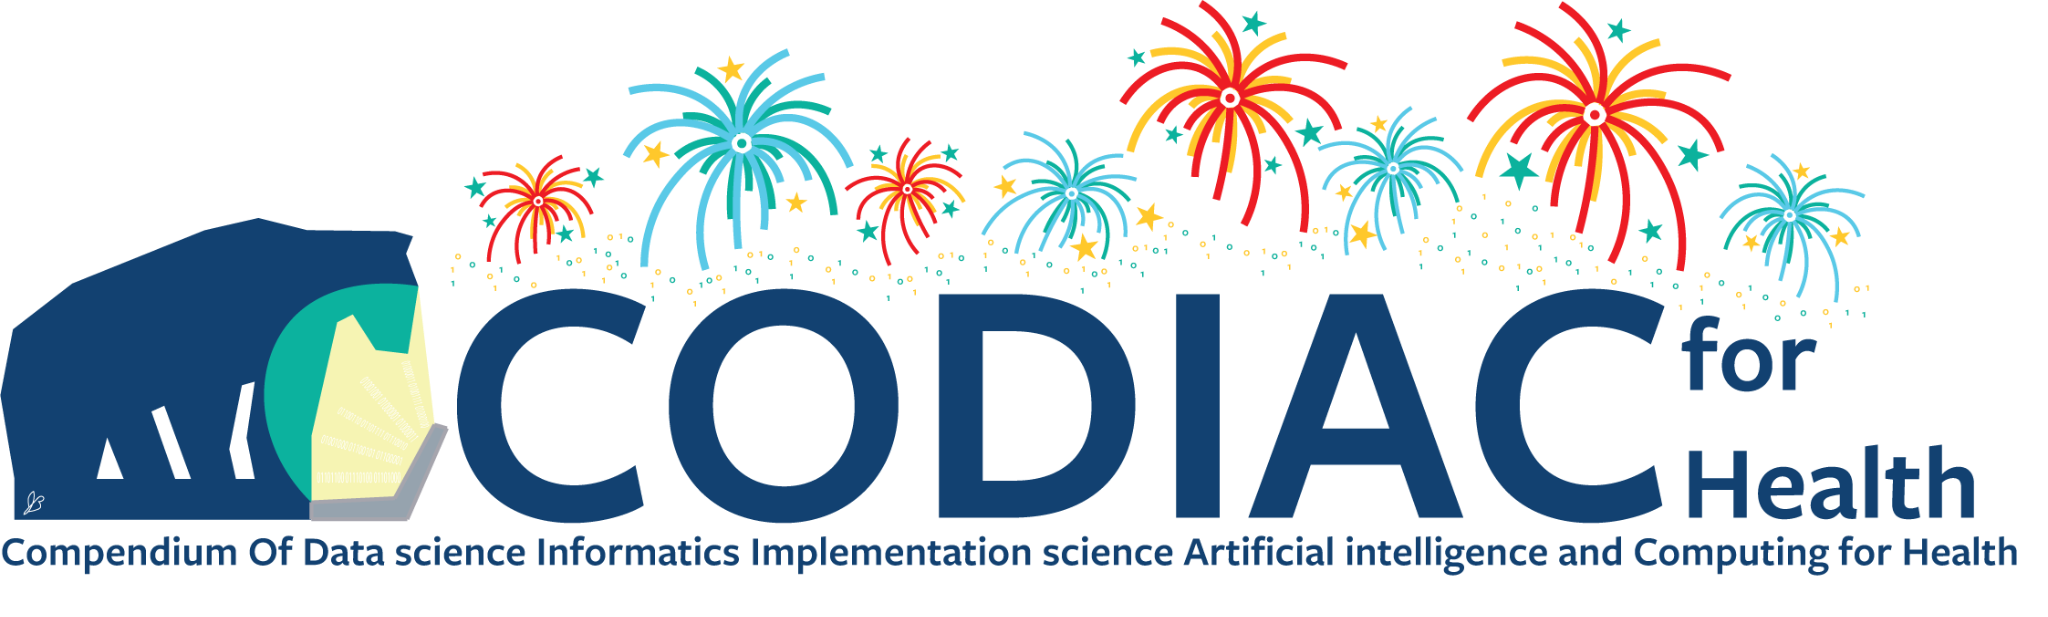 CODIAC for
Health
Compendium Of Data science Informatics Implementation science Artificial intelligence and Computing for Health